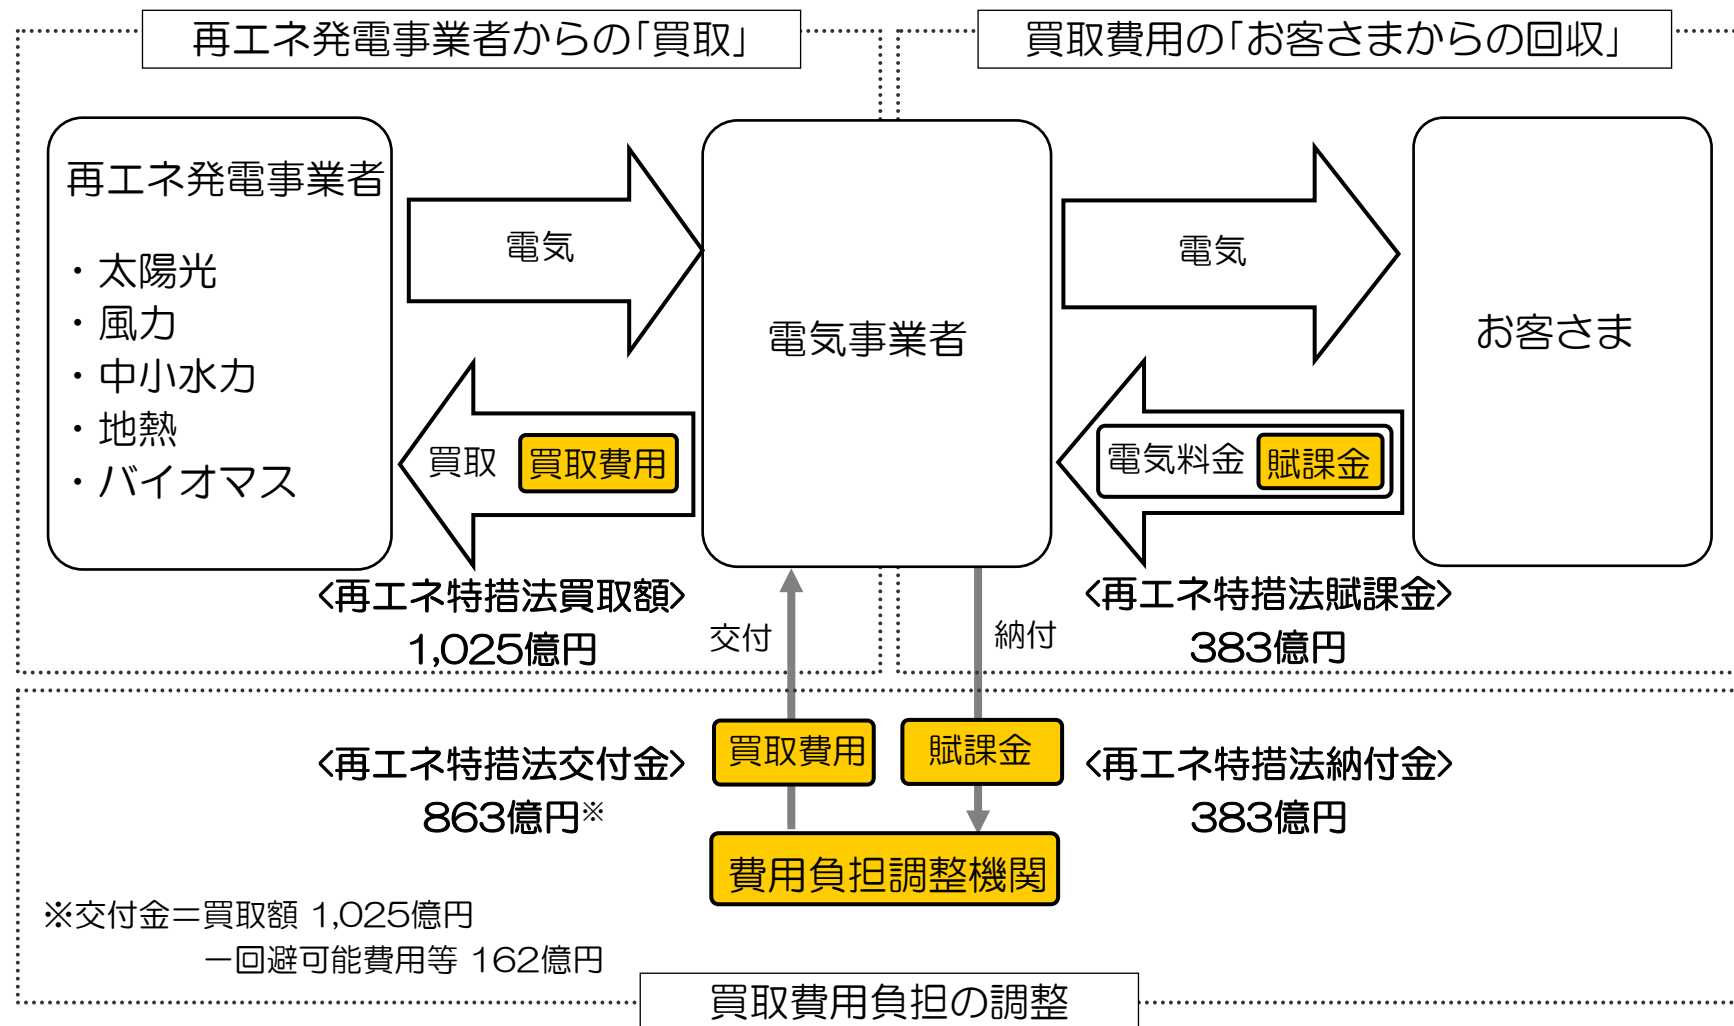 再エネ発電事業者からの「買取」
買取費用の「お客さまからの回収」
再エネ発電事業者
・太陽光
・風力
・中小水力
・地熱
・バイオマス
電気
買取 買取費用
電気事業者
電気
電気料金 賦課金
お客さま
<再エネ特措法買取額>
1,025億円
交付
納付
<再エネ特措法賦課金>
383億円
<再エネ特措法交付金>
863億円※
買取費用
賦課金
<再エネ特措法納付金>
383億円
費用負担調整機関
※交付金＝買取額 1,025億円
－回避可能費用等 162億円
買取費用負担の調整